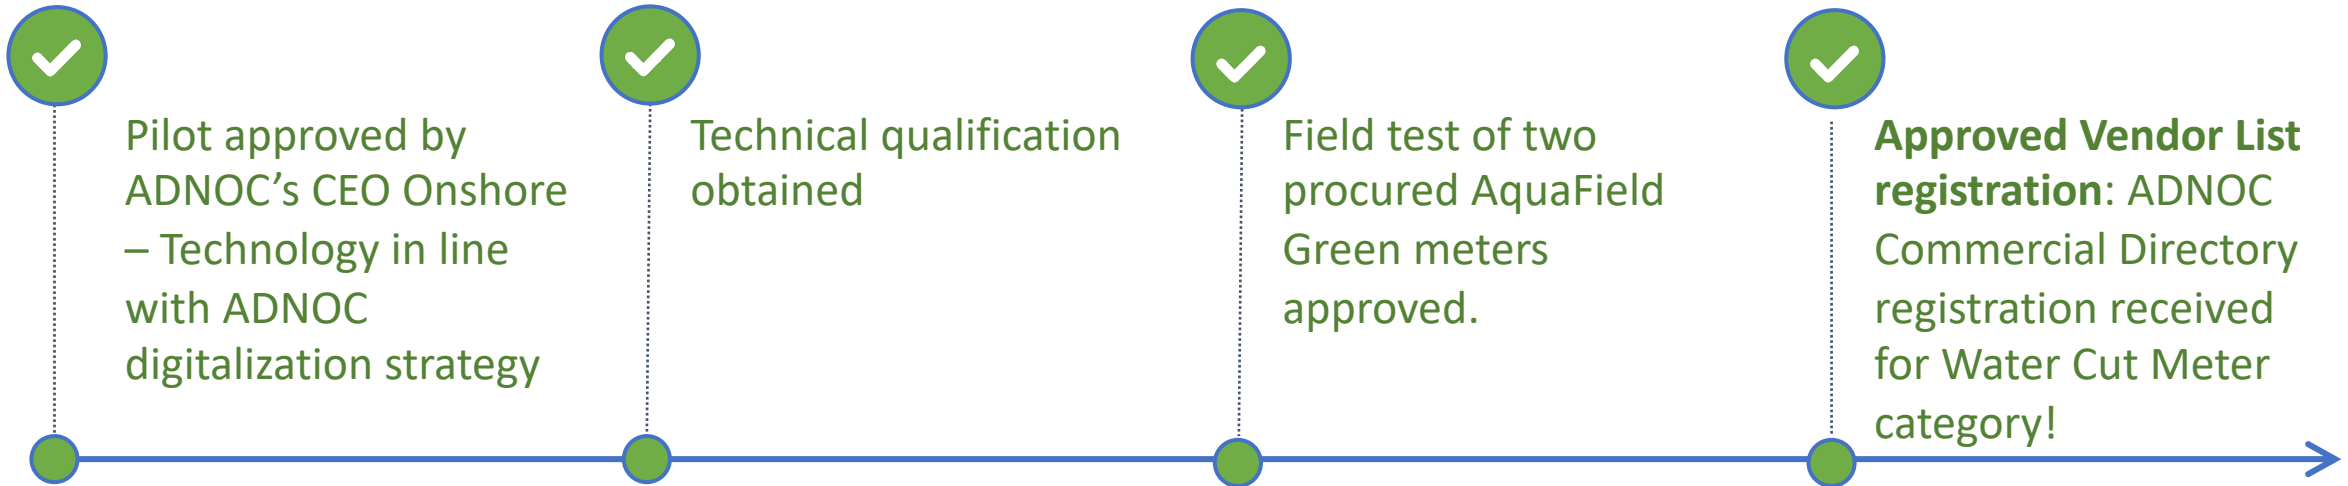 Pilot approved by
ADNOC’s CEO Onshore
– Technology in line
with ADNOC
digitalization strategy
Technical qualification
obtained
Field test of two
procured AquaField
Green meters
approved.
Approved Vendor List
registration: ADNOC
Commercial Directory
registration received
for Water Cut Meter
category!